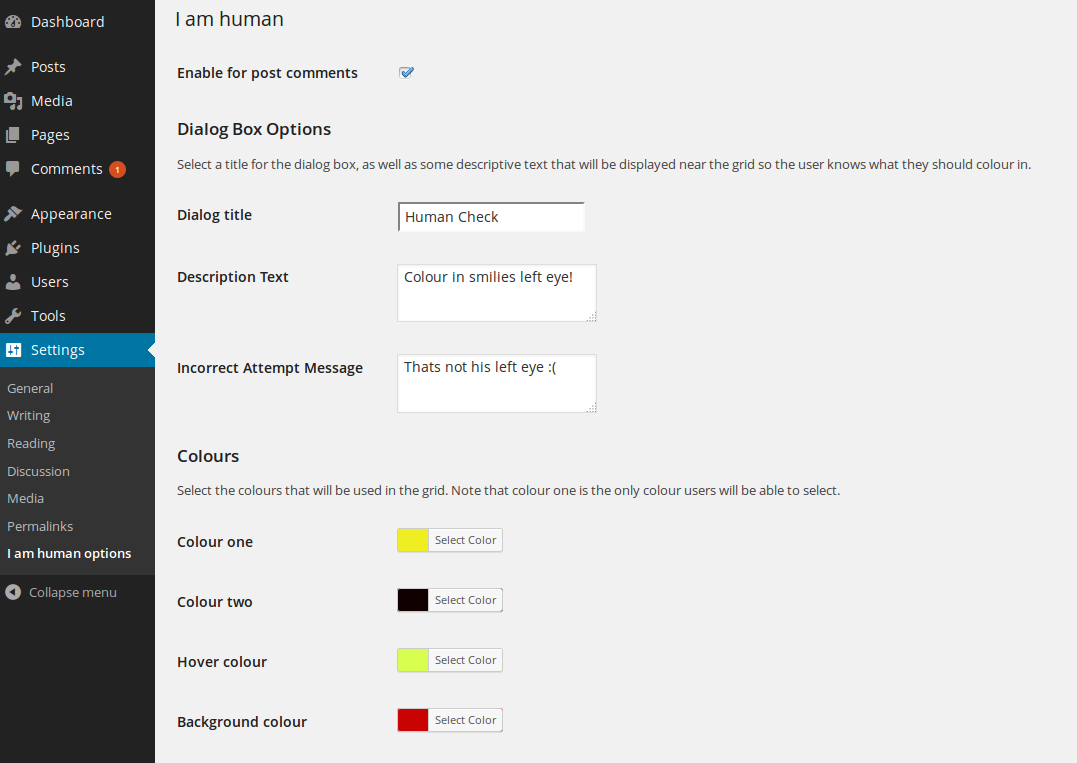 Dashboard
Posts
Media
Pages
Comments 1
Appearance
Plugins
Users
Tools
Settings
General
Writing
Reading
Discussion
Media
Permalinks
I am human options
Collapse menu
I am human
Enable for post comments
Dialog Box Options
Select a title for the dialog box, as well as some descriptive text that will be displayed near the grid so the user knows what they should colour in.
Dialog title
Human Check
Description Text
Colour in smilies left eye!
Incorrect Attempt Message
Thats not his left eye :(
Colours
Select the colours that will be used in the grid. Note that colour one is the only colour users will be able to select.
Colour one
Select Color
Colour two
Select Color
Hover colour
Select Color
Background colour
Select Color